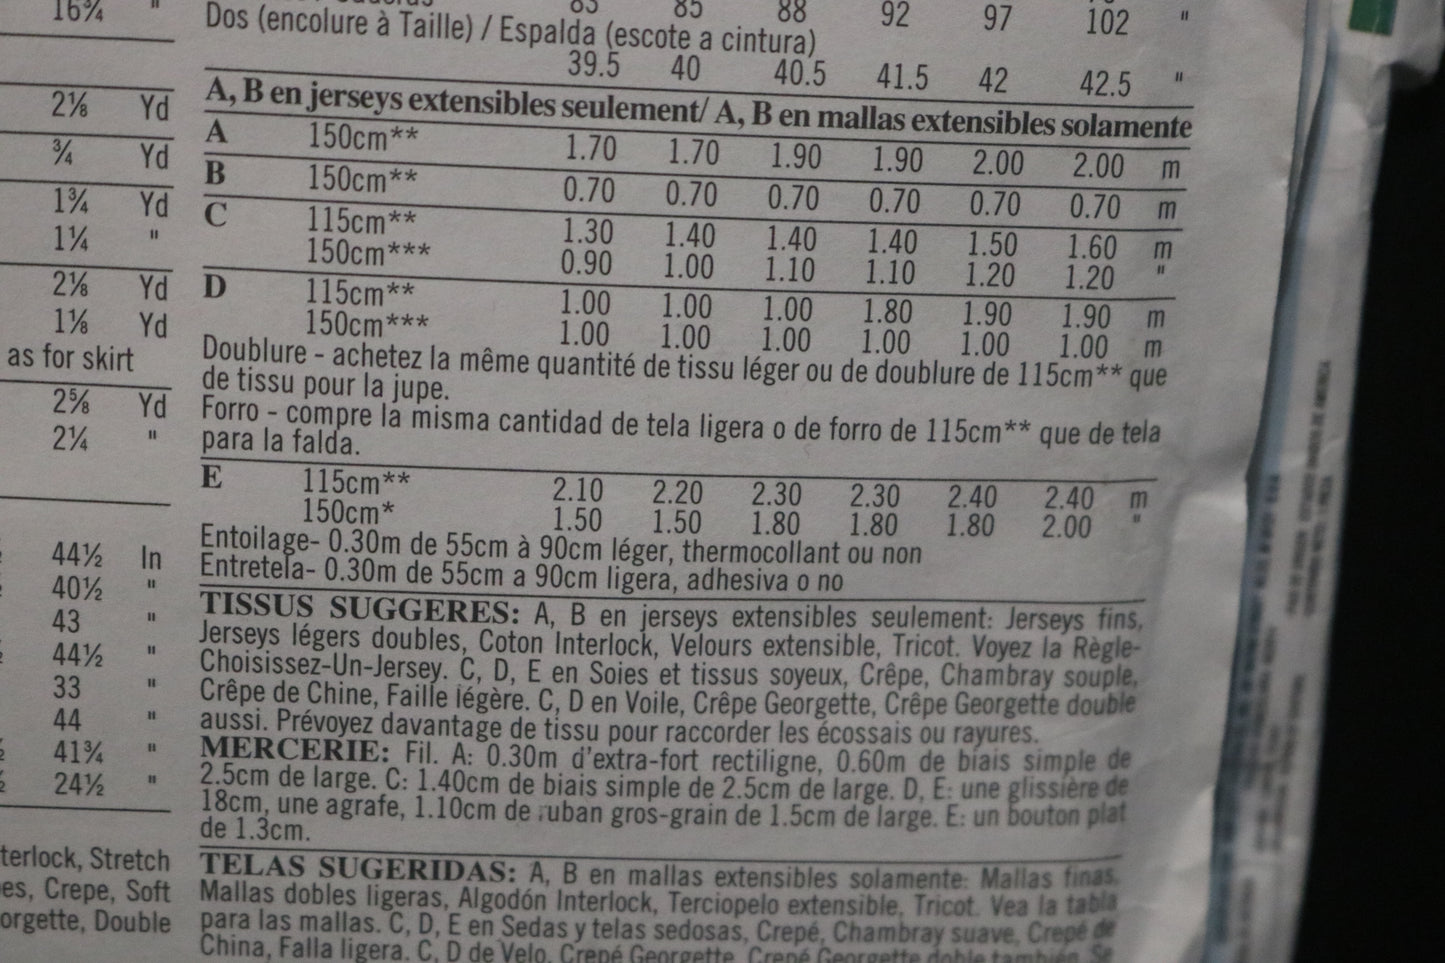 16¾ "
83 85 88 92 97 102 "
Dos (encolure à Taille) / Espalda (escote a cintura)
39.5 40 40.5 41.5 42 42.5 "
A, B en jerseys extensibles seulement/ A, B en mallas extensibles solamente
2⅛ Yd A 150cm** 1.70 1.70 1.90 1.90 2.00 2.00 m
¾ Yd B 150cm** 0.70 0.70 0.70 0.70 0.70 0.70 m
1¾ Yd C 115cm** 1.30 1.40 1.40 1.40 1.50 1.60 m
1¼ " 150cm*** 0.90 1.00 1.10 1.10 1.20 1.20 "
2⅛ Yd D 115cm** 1.00 1.00 1.00 1.80 1.90 1.90 m
1⅛ Yd 150cm*** 1.00 1.00 1.00 1.00 1.00 1.00 m
as for skirt Doublure - achetez la même quantité de tissu léger ou de doublure de 115cm** que
de tissu pour la jupe.
2⅝ Yd Forro - compre la misma cantidad de tela ligera o de forro de 115cm** que de tela
2¼ " para la falda.
E 115cm** 2.10 2.20 2.30 2.30 2.40 2.40 m
150cm* 1.50 1.50 1.80 1.80 1.80 2.00 "
Entoilage- 0.30m de 55cm à 90cm léger, thermocollant ou non
44½ In Entretela- 0.30m de 55cm a 90cm ligera, adhesiva o no
40½ " TISSUS SUGGERES: A, B en jerseys extensibles seulement: Jerseys fins,
43 " Jerseys légers doubles, Coton Interlock, Velours extensible, Tricot. Voyez la Règle-
44½ " Choisissez-Un-Jersey. C, D, E en Soies et tissus soyeux, Crêpe, Chambray souple,
33 " Crêpe de Chine, Faille légère. C, D en Voile, Crêpe Georgette, Crêpe Georgette double
44 " aussi. Prévoyez davantage de tissu pour raccorder les écossais ou rayures.
41¾ " MERCERIE: Fil. A: 0.30m d'extra-fort rectiligne, 0.60m de biais simple de
24½ " 2.5cm de large. C: 1.40cm de biais simple de 2.5cm de large. D, E: une glissière de
18cm, une agrafe, 1.10cm de ruban gros-grain de 1.5cm de large. E: un bouton plat
de 1.3cm.
terlock, Stretch TELAS SUGERIDAS: A, B en mallas extensibles solamente: Mallas finas,
es, Crepe, Soft Mallas dobles ligeras, Algodón Interlock, Terciopelo extensible, Tricot. Vea la tabla
orgette, Double para las mallas. C, D, E en Sedas y telas sedosas, Crepé, Chambray suave, Crepé de
China, Falla ligera. C, D de Velo, Crepé Georgette, Crepé Georgette doble también. Se